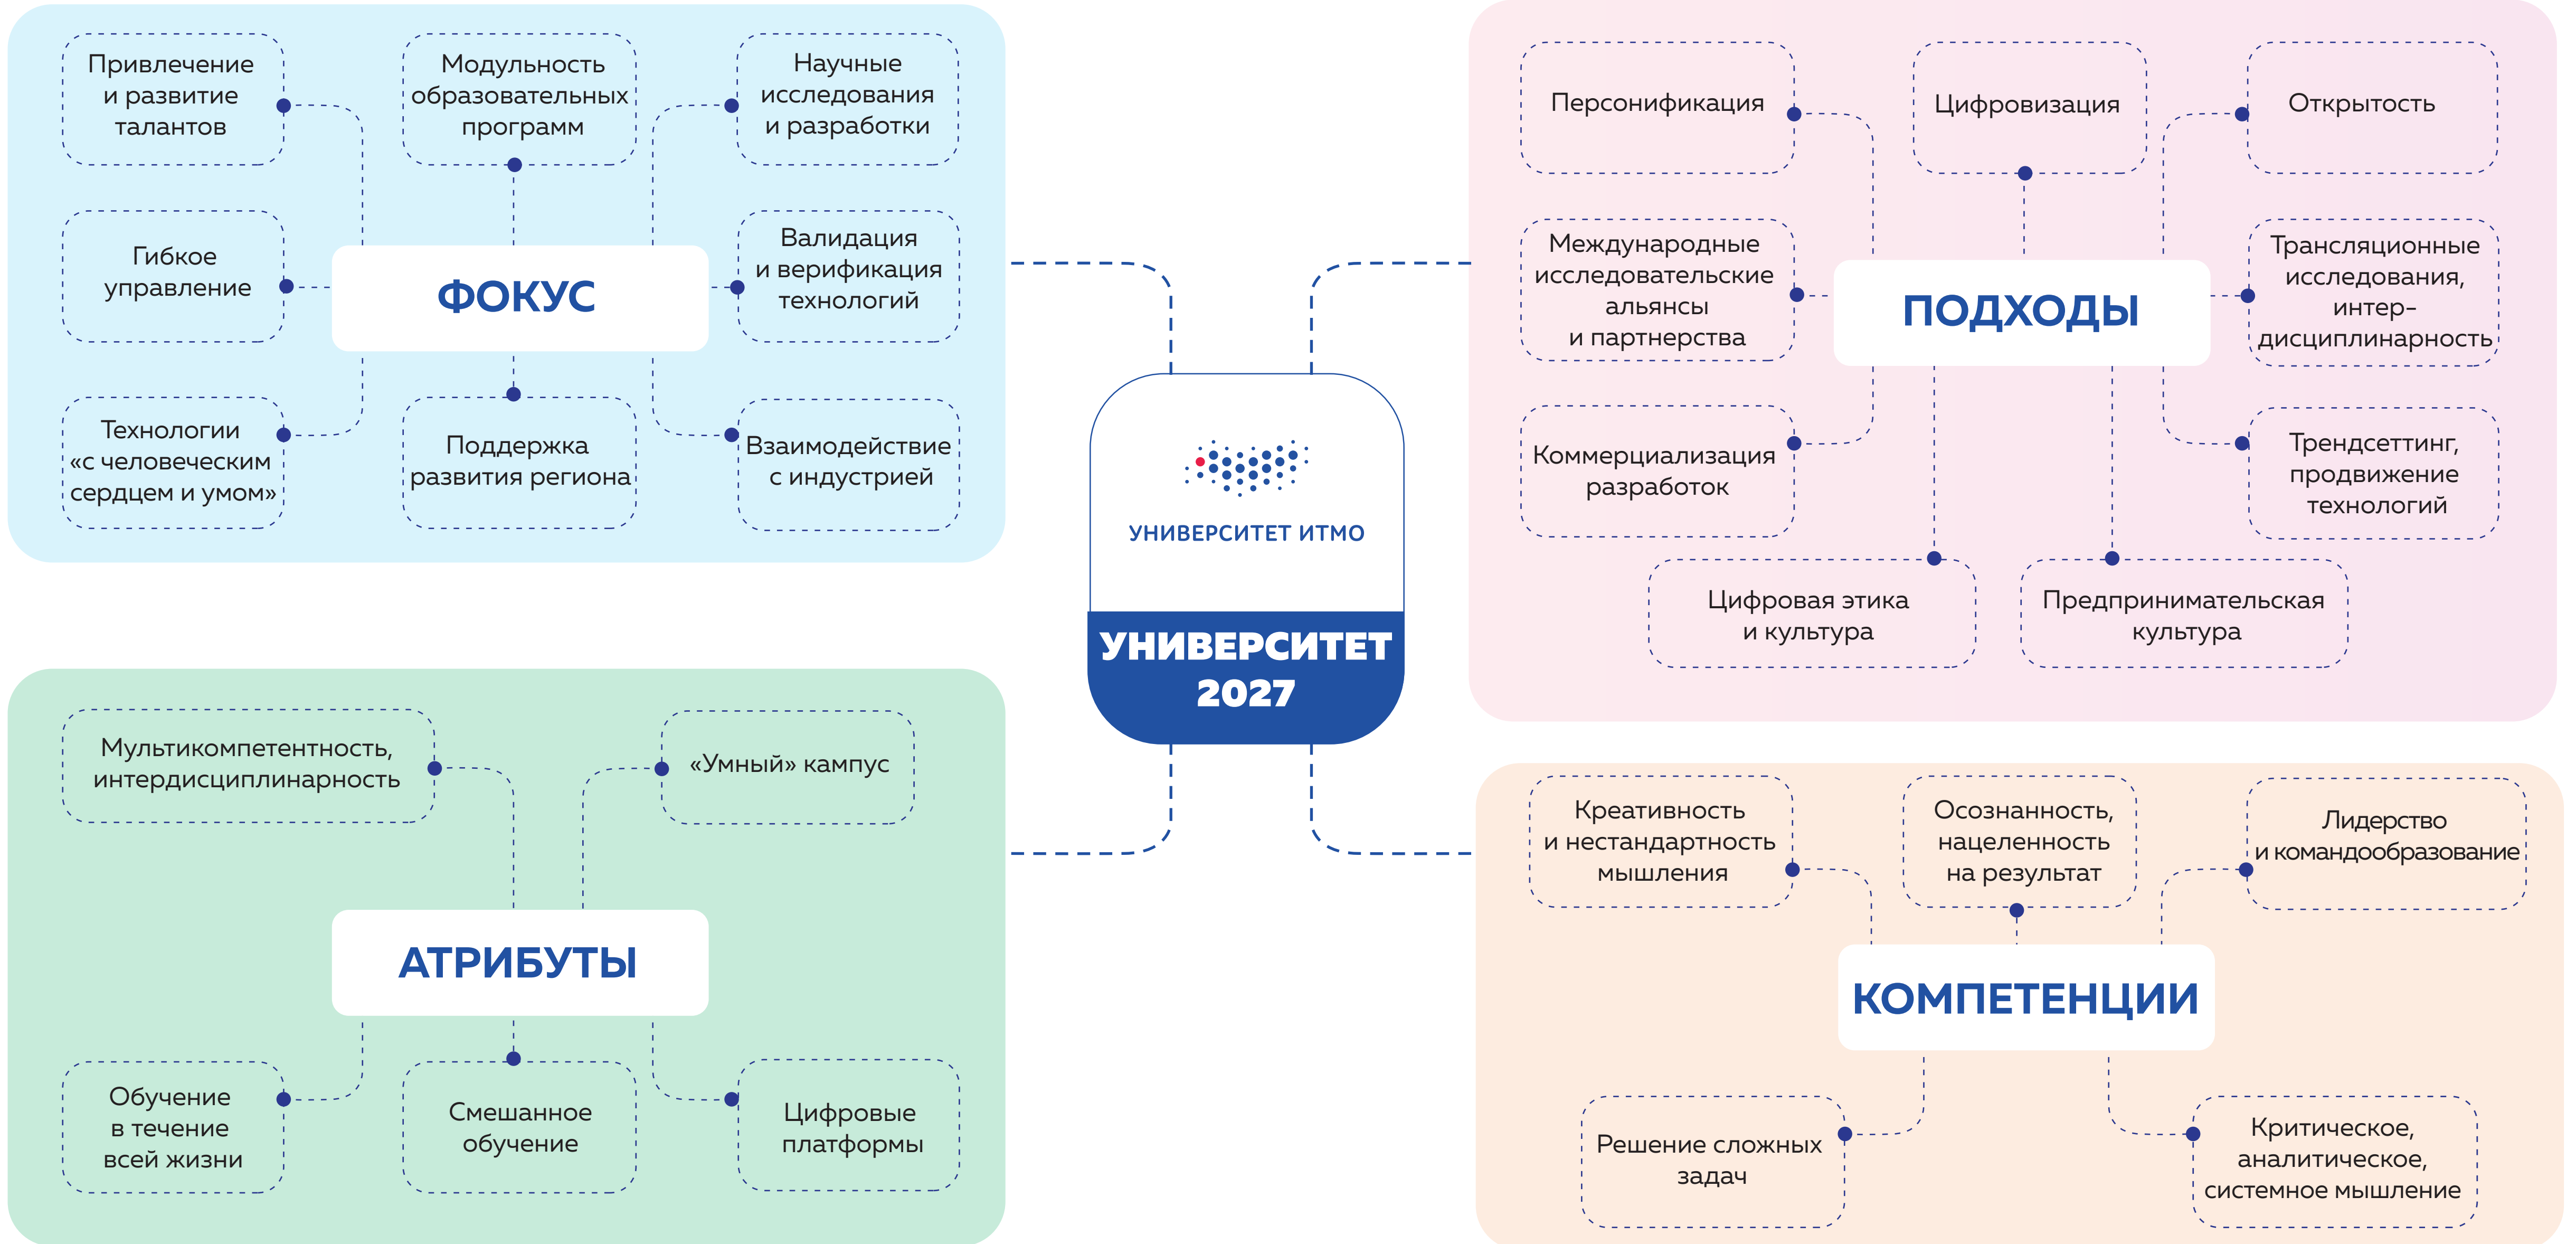 Привлечение
и развитие
талантов
Модульность
образовательных
программ
Научные
исследования
и разработки
Гибкое
управление
ФОКУС
Валидация
и верификация
технологий
Технологии
«с человеческим
сердцем и умом»
Поддержка
развития региона
Взаимодействие
с индустрией
Персонификация
Цифровизация
Открытость
Международные
исследовательские
альянсы
и партнерства
ПОДХОДЫ
Трансляционные
исследования,
интер-
дисциплинарность
Коммерциализация
разработок
Трендсеттинг,
продвижение
технологий
Цифровая этика
и культура
Предпринимательская
культура
УНИВЕРСИТЕТ ИТМО
УНИВЕРСИТЕТ
2027
Мультикомпетентность,
интердисциплинарность
«Умный» кампус
АТРИБУТЫ
Обучение
в течение
всей жизни
Смешанное
обучение
Цифровые
платформы
Креативность
и нестандартность
мышления
Осознанность,
нацеленность
на результат
Лидерство
и командообразование
КОМПЕТЕНЦИИ
Решение сложных
задач
Критическое,
аналитическое,
системное мышление